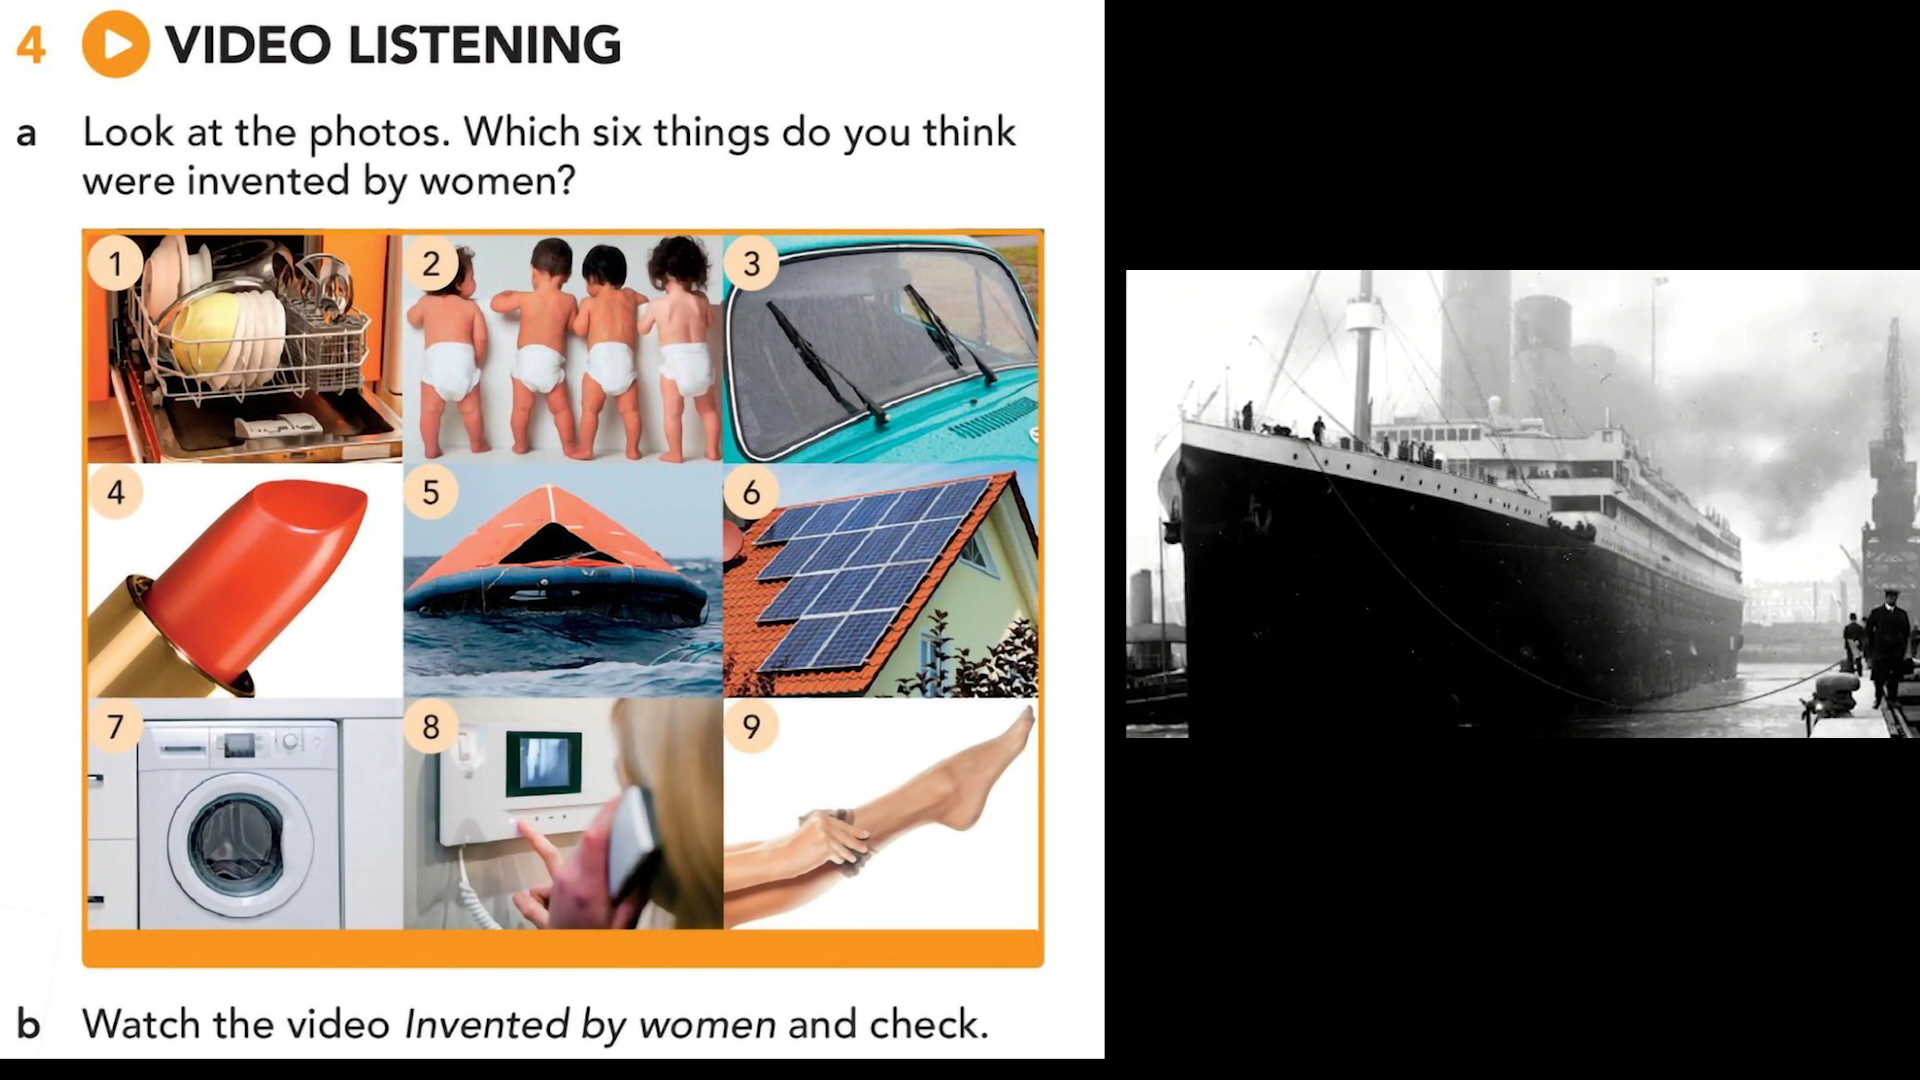 4 VIDEO LISTENING
a Look at the photos. Which six things do you think
were invented by women?
1
2
3
4
5
6
7
8
9
b Watch the video Invented by women and check.